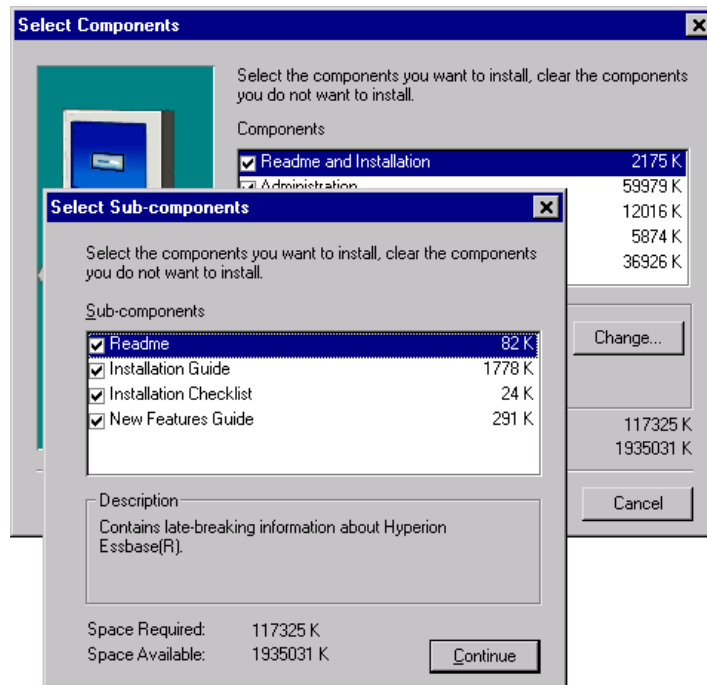 Select Components
Select the components you want to install, clear the components
you do not want to install.
Components
Readme and Installation 2175 K
Administration 59979 K
12016 K
5874 K
36926 K
Change...
117325 K
1935031 K
Cancel
Select Sub-components
Select the components you want to install, clear the components
you do not want to install.
Sub-components
Readme 82 K
Installation Guide 1778 K
Installation Checklist 24 K
New Features Guide 291 K
Description
Contains late-breaking information about Hyperion
Essbase(R).
Space Required: 117325 K
Space Available: 1935031 K
Continue